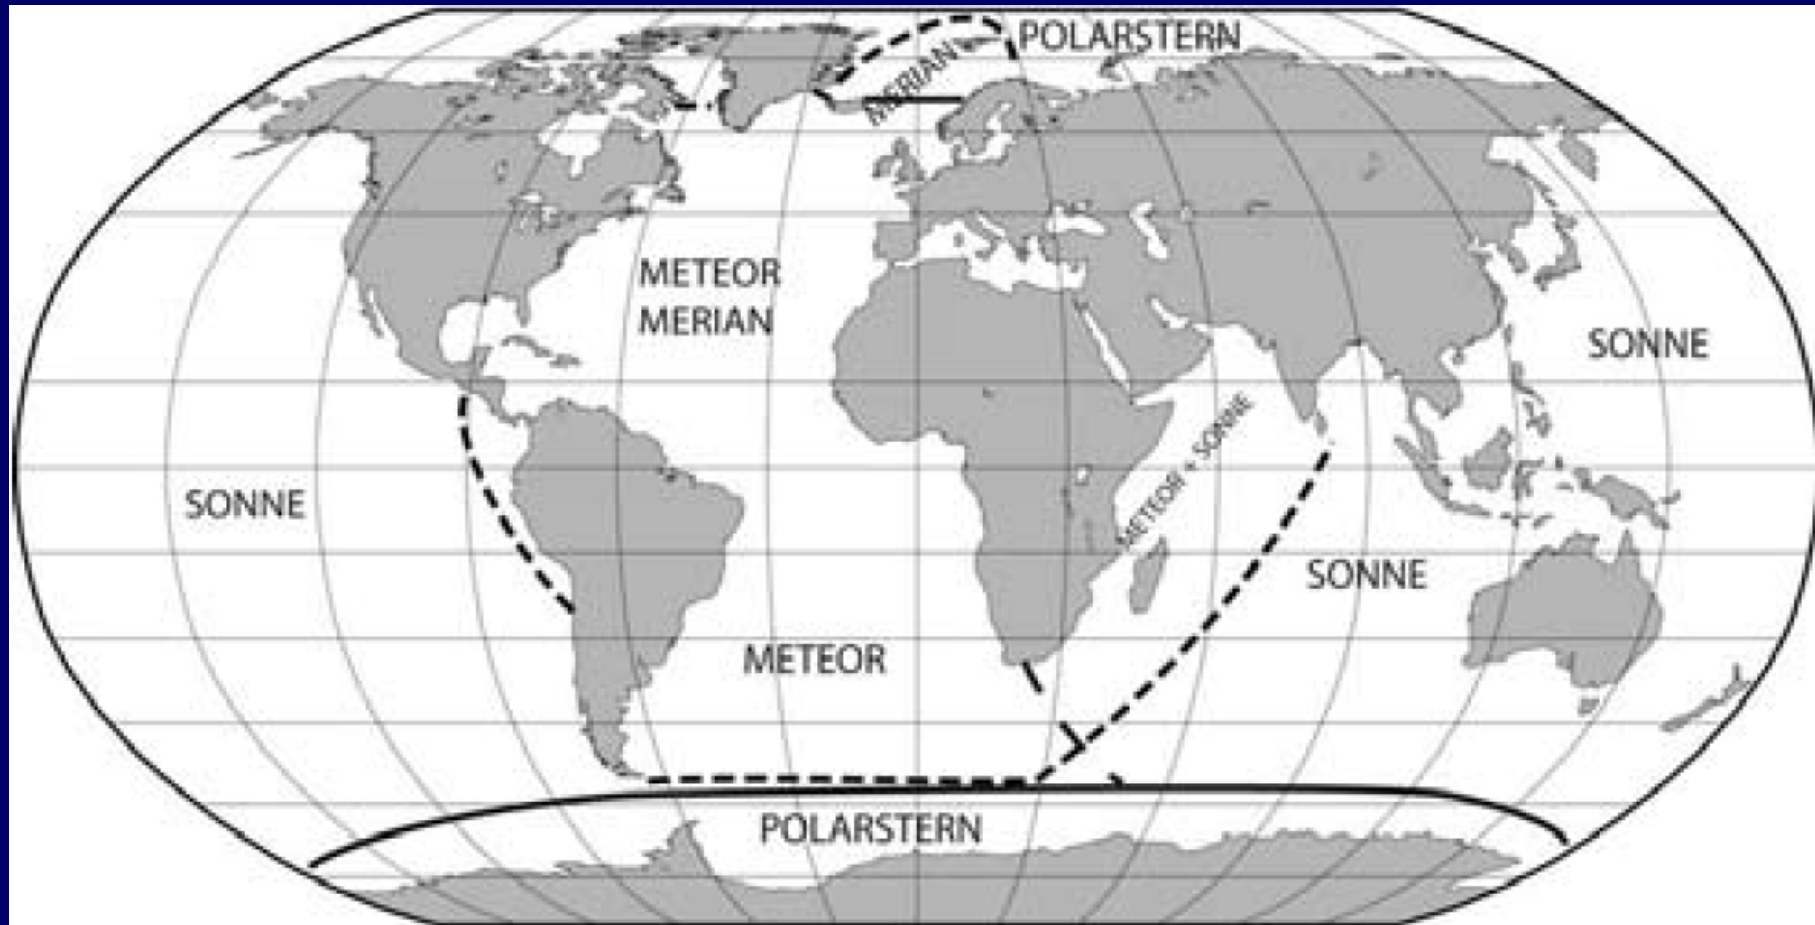 POLARSTERN
MERIAN
METEOR
MERIAN
SONNE
METEOR + SONNE
SONNE
SONNE
METEOR
POLARSTERN